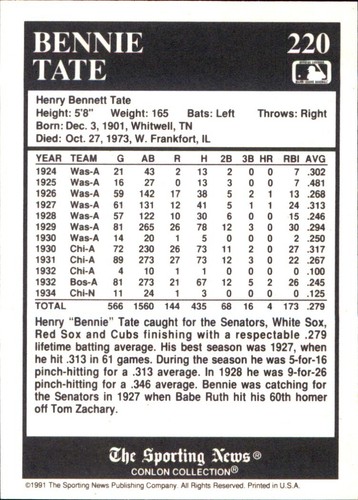 BENNIE
TATE
220
Henry Bennett Tate
Height: 5'8" Weight: 165 Bats: Left Throws: Right
Born: Dec. 3, 1901, Whitwell, TN
Died: Oct. 27, 1973, W. Frankfort, IL
YEAR TEAM G AB R H 2B 3B HR RBI AVG
1924 Was-A 21 43 2 13 2 0 0 7 .302
1925 Was-A 16 27 0 13 3 0 0 7 .481
1926 Was-A 59 142 17 38 5 2 1 13 .268
1927 Was-A 61 131 12 41 5 1 1 24 .313
1928 Was-A 57 122 10 30 6 0 0 15 .246
1929 Was-A 81 265 26 78 12 3 0 30 .294
1930 Was-A 14 20 1 5 0 0 0 2 .250
1930 Chi-A 72 230 26 73 11 2 0 27 .317
1931 Chi-A 89 273 27 73 12 3 0 22 .267
1932 Chi-A 4 10 1 1 0 0 0 0 .100
1932 Bos-A 81 273 21 67 12 5 2 26 .245
1934 Chi-N 11 24 1 3 0 0 0 0 .125
TOTAL 566 1560 144 435 68 16 4 173 .279
Henry "Bennie" Tate caught for the Senators, White Sox,
Red Sox and Cubs finishing with a respectable .279
lifetime batting average. His best season was 1927, when
he hit .313 in 61 games. During the season he was 5-for-16
pinch-hitting for a .313 average. In 1928 he was 9-for-26
pinch-hitting for a .346 average. Bennie was catching for
the Senators in 1927 when Babe Ruth hit his 60th homer
off Tom Zachary.
The Sporting News®
CONLON COLLECTION®
©1991 The Sporting News Publishing Company. All Rights Reserved. Printed in U.S.A.